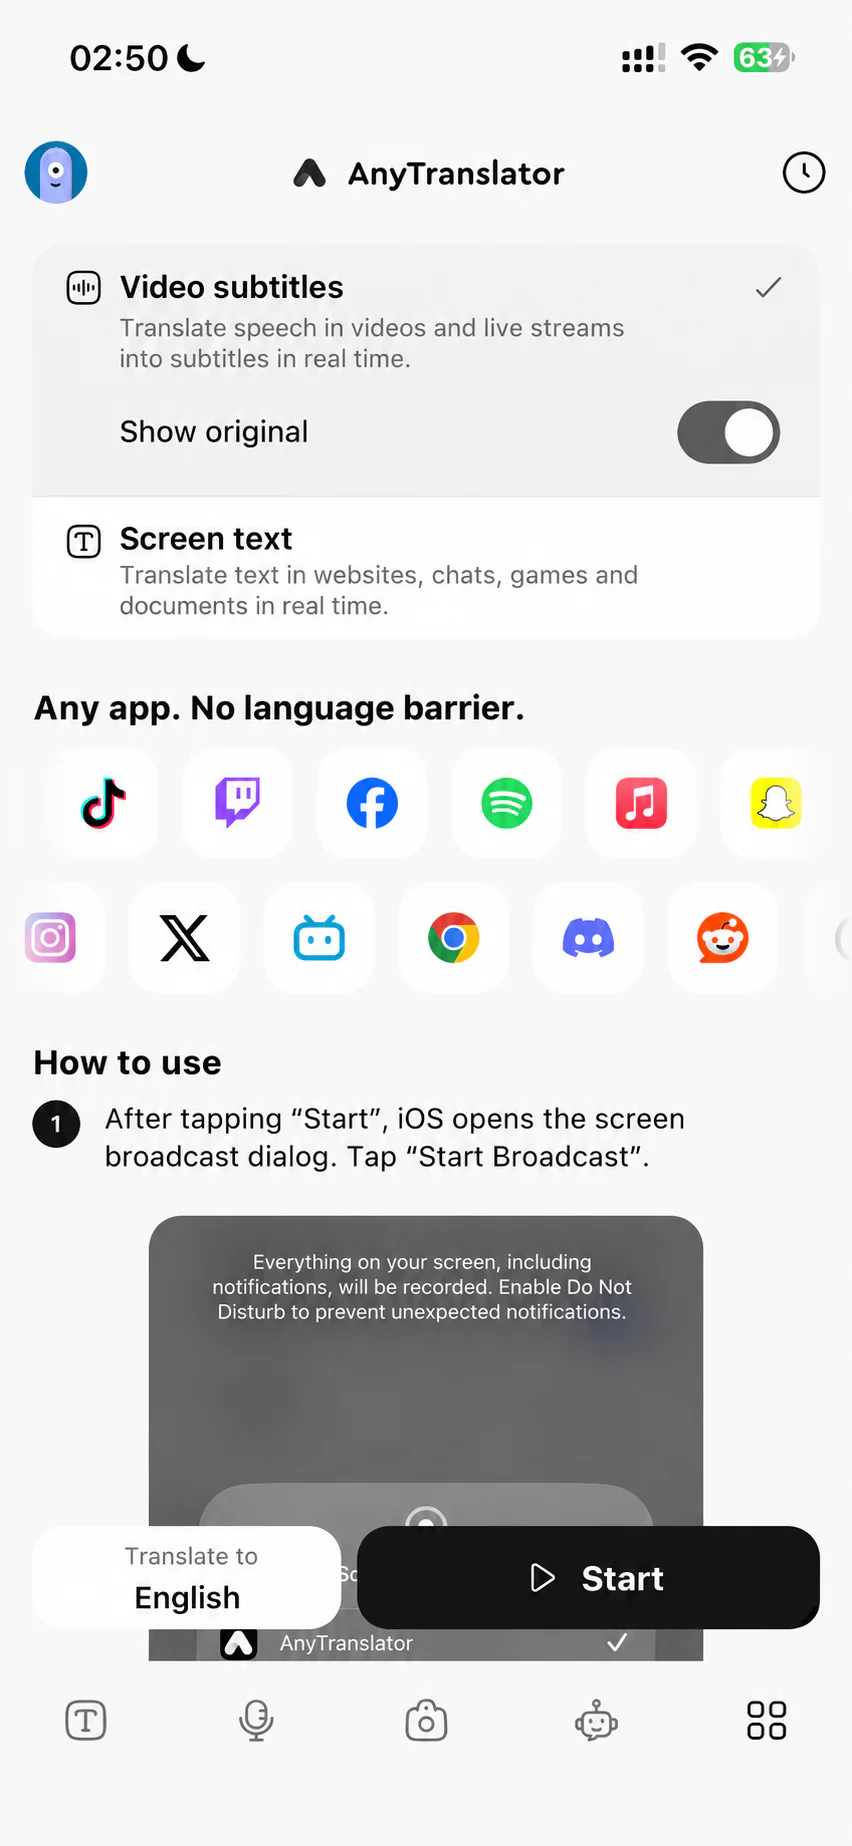 02:50
63
AnyTranslator
Video subtitles
Translate speech in videos and live streams
into subtitles in real time.
Show original
T
Screen text
Translate text in websites, chats, games and
documents in real time.
Any app. No language barrier.
How to use
1
After tapping “Start”, iOS opens the screen
broadcast dialog. Tap “Start Broadcast”.
Everything on your screen, including
notifications, will be recorded. Enable Do Not
Disturb to prevent unexpected notifications.
Translate to
English
Start
AnyTranslator
T